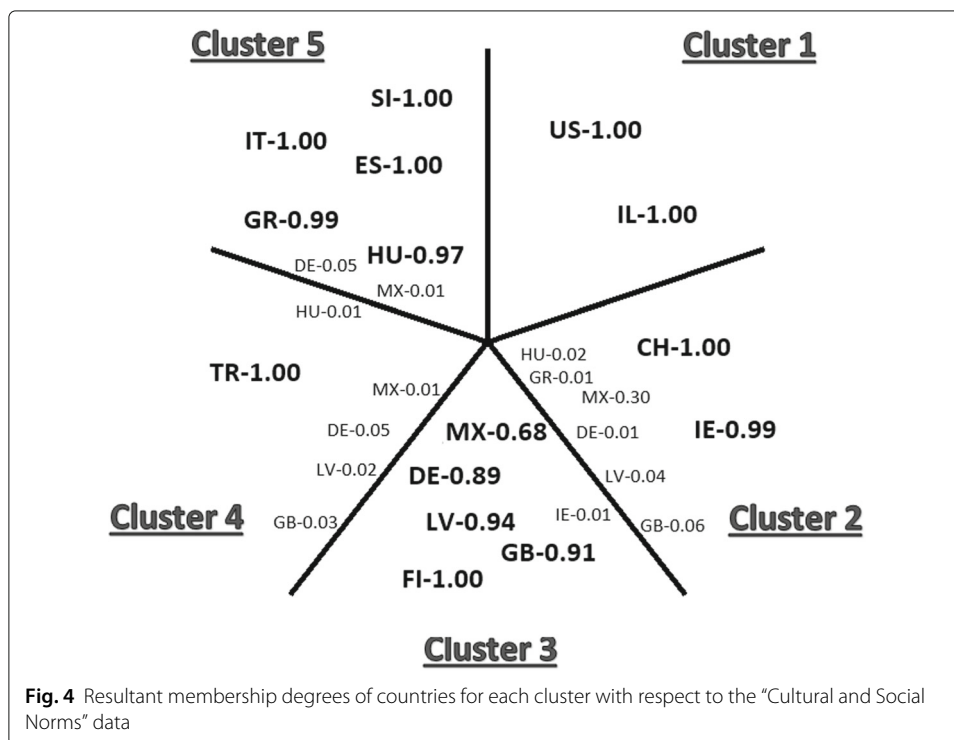 Cluster 5
Cluster 1
SI-1.00
US-1.00
IT-1.00
ES-1.00
GR-0.99
IL-1.00
HU-0.97
DE-0.05
MX-0.01
HU-0.01
CH-1.00
HU-0.02
GR-0.01
TR-1.00
MX-0.01
MX-0.30
DE-0.05
MX-0.68
DE-0.01
IE-0.99
LV-0.02
DE-0.89
LV-0.04
Cluster 4
GB-0.03
LV-0.94
IE-0.01
GB-0.06
Cluster 2
GB-0.91
FI-1.00
Cluster 3
Fig. 4 Resultant membership degrees of countries for each cluster with respect to the “Cultural and Social
Norms” data